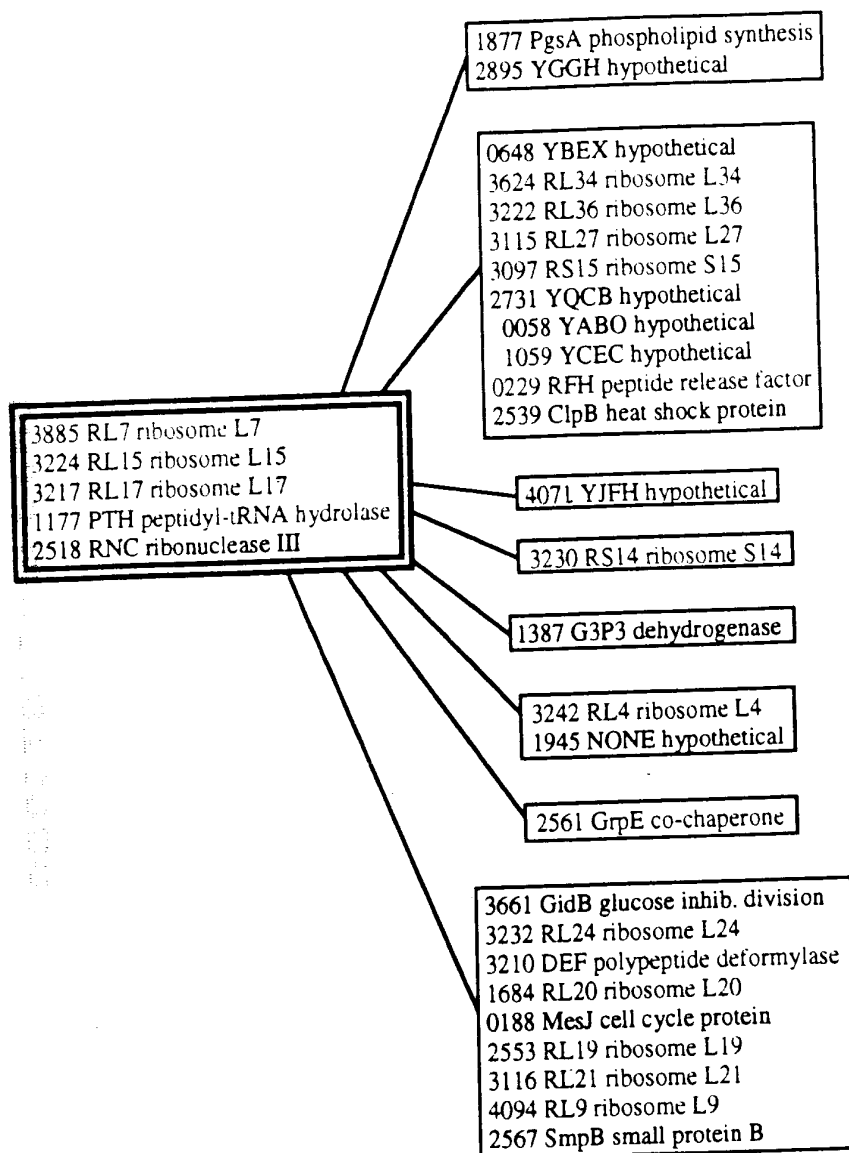 1877 PgsA phospholipid synthesis
2895 YGGH hypothetical
0648 YBEX hypothetical
3624 RL34 ribosome L34
3222 RL36 ribosome L36
3115 RL27 ribosome L27
3097 RS15 ribosome S15
2731 YQCB hypothetical
0058 YABO hypothetical
1059 YCEC hypothetical
0229 RFH peptide release factor
2539 ClpB heat shock protein
3885 RL7 ribosome L7
3224 RL15 ribosome L15
3217 RL17 ribosome L17
1177 PTH peptidyl-tRNA hydrolase
2518 RNC ribonuclease III
4071 YJFH hypothetical
3230 RS14 ribosome S14
1387 G3P3 dehydrogenase
3242 RL4 ribosome L4
1945 NONE hypothetical
2561 GrpE co-chaperone
3661 GidB glucose inhib. division
3232 RL24 ribosome L24
3210 DEF polypeptide deformylase
1684 RL20 ribosome L20
0188 MesJ cell cycle protein
2553 RL19 ribosome L19
3116 RL21 ribosome L21
4094 RL9 ribosome L9
2567 SmpB small protein B